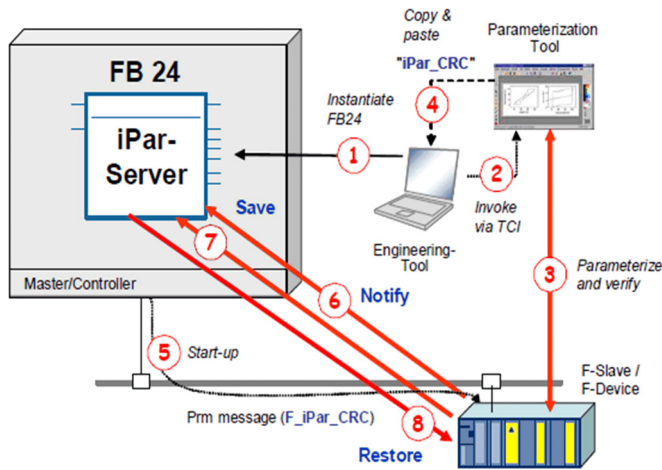 Copy &
paste
"iPar_CRC"
Parameterization
Tool
FB 24
iPar-
Server
Instantiate
FB24
4
1
2
Invoke
via TCI
Engineering-
Tool
Save
7
3
Parameterize
and verify
6
Notify
Master/Controller
5
Start-up
F-Slave /
F-Device
Prm message (F_iPar_CRC)
8
Restore